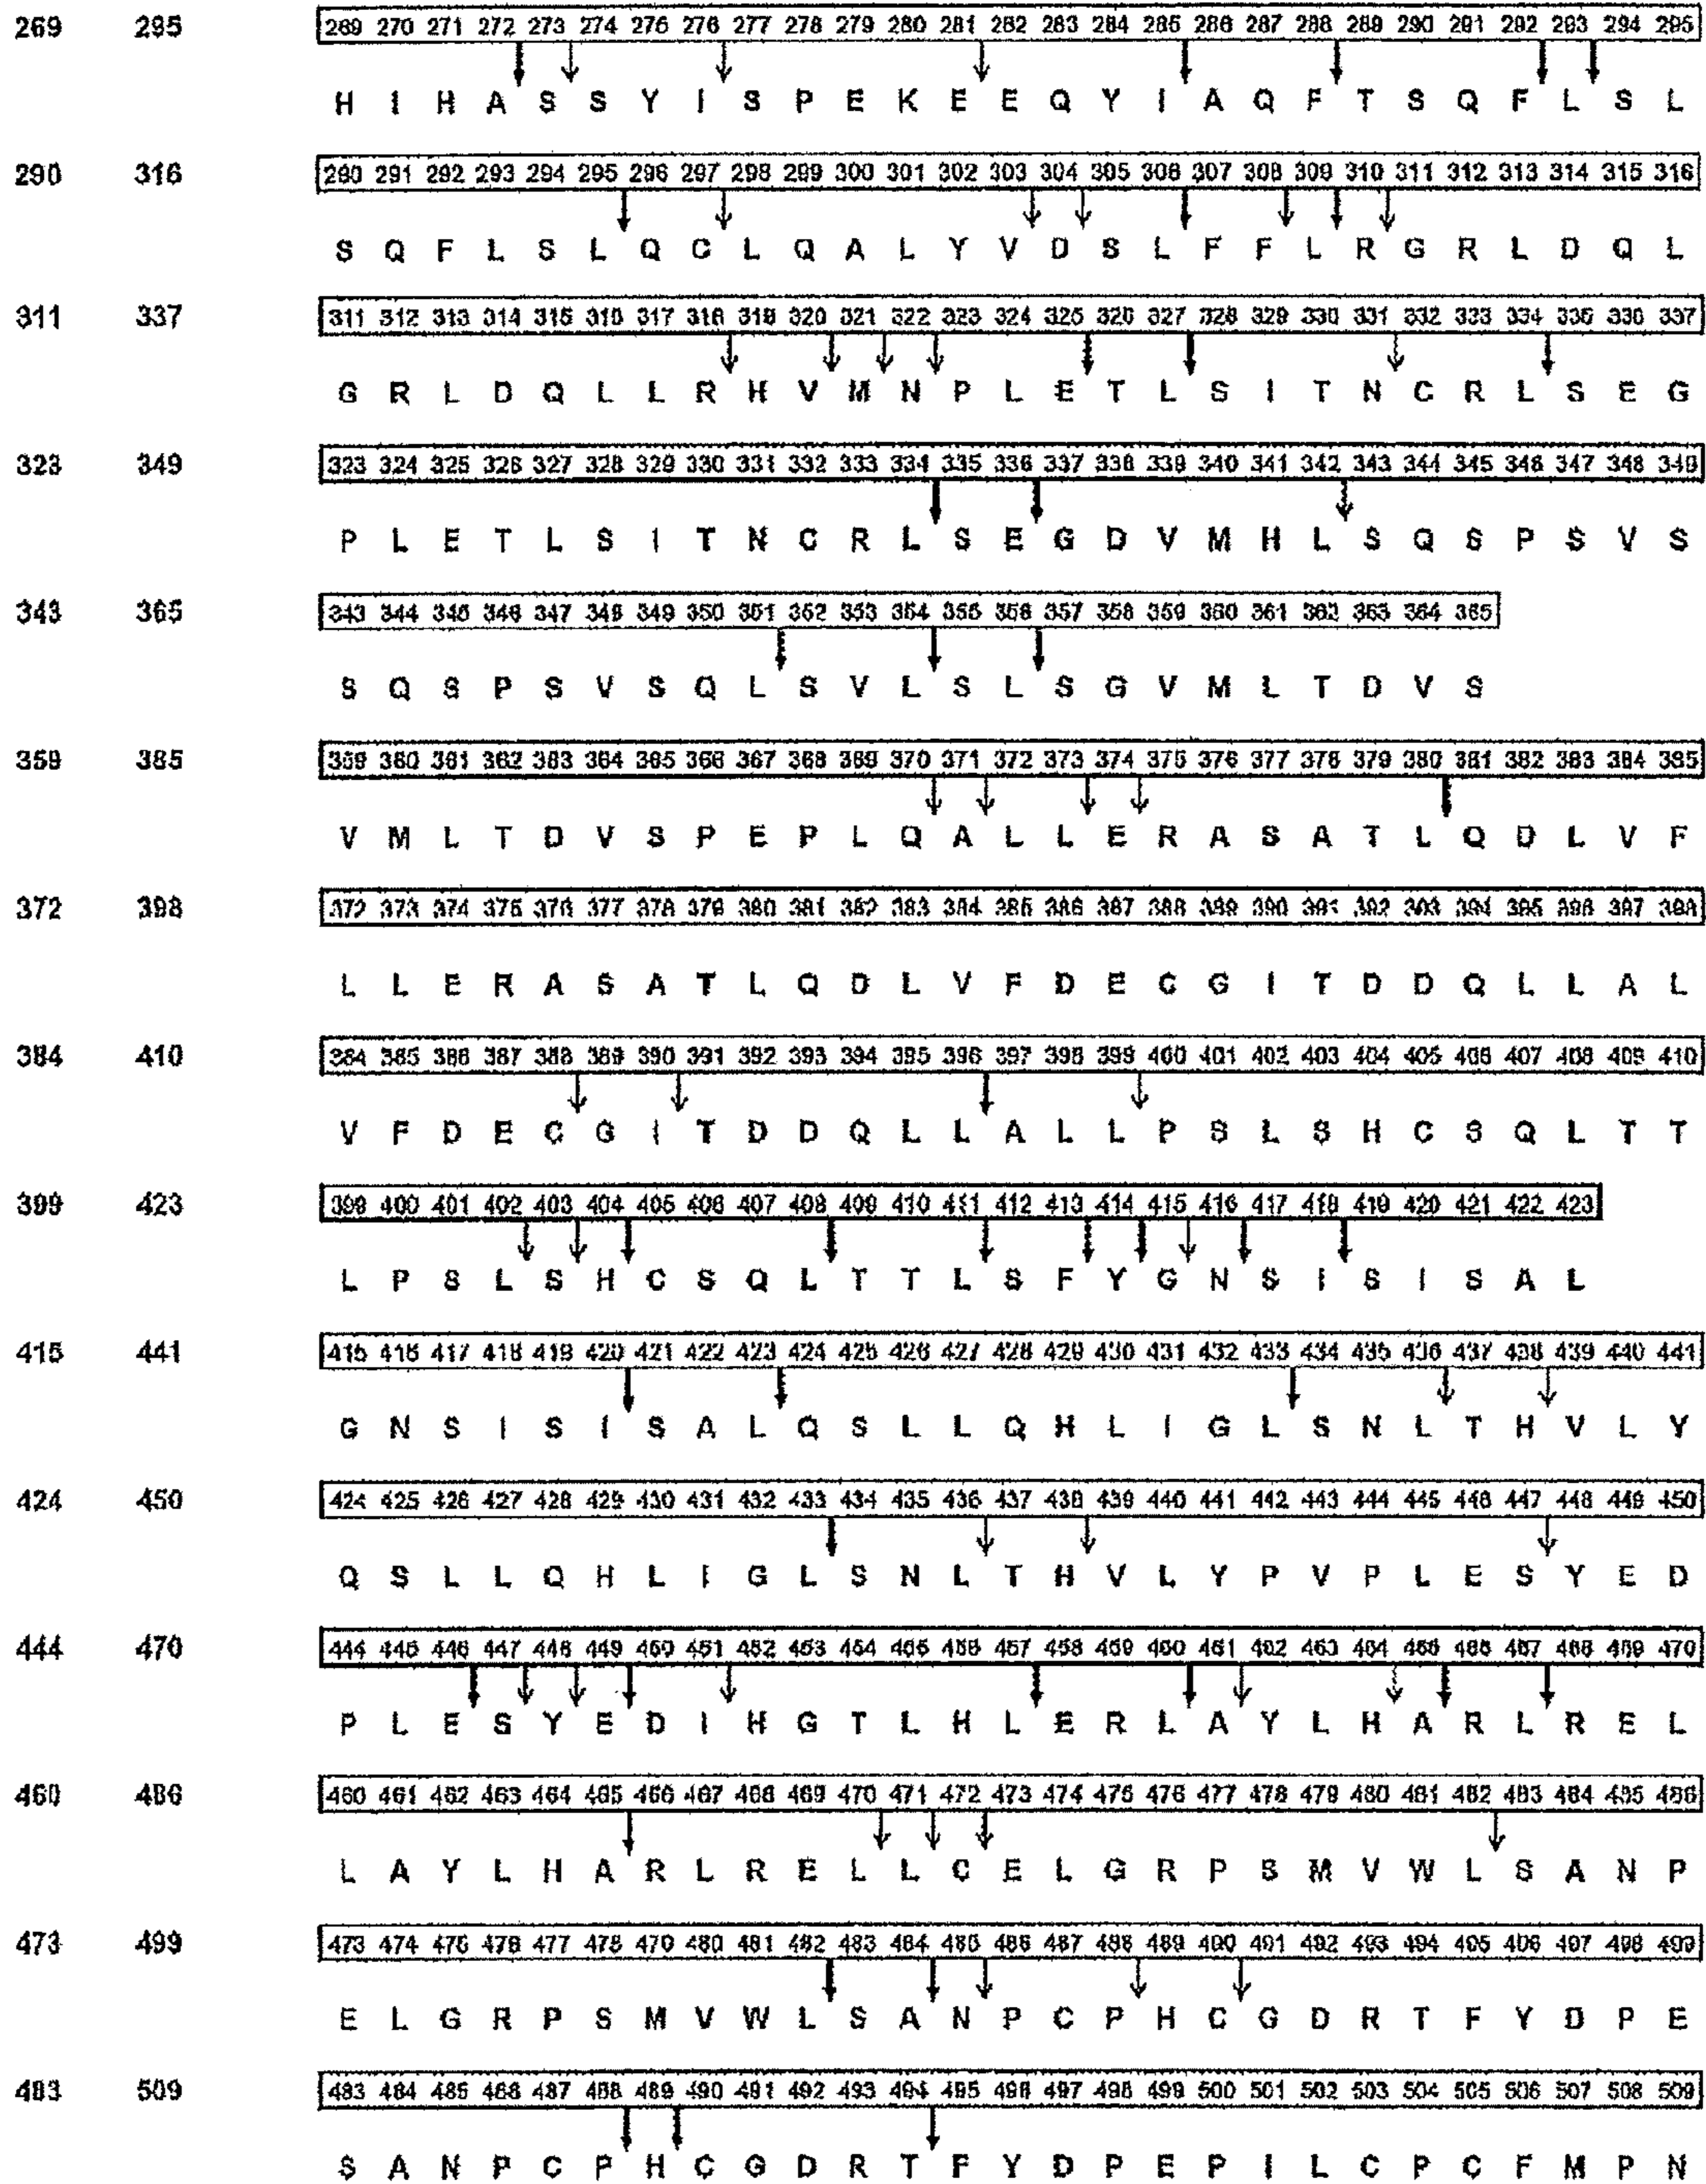 269 295 269 270 271 272 273 274 275 276 277 278 279 280 281 282 283 284 285 286 287 288 289 290 291 292 293 294 295
H I H A S S Y I S P E K E E Q Y I A Q F T S Q F L S L
290 316 290 291 292 293 294 295 296 297 298 299 300 301 302 303 304 305 306 307 308 309 310 311 312 313 314 315 316
S Q F L S L Q C L Q A L Y V D S L F F L R G R L D Q L
311 337 311 312 313 314 315 316 317 318 319 320 321 322 323 324 325 326 327 328 329 330 331 332 333 334 335 336 337
G R L D Q L L R H V M N P L E T L S I T N C R L S E G
323 349 323 324 325 326 327 328 329 330 331 332 333 334 335 336 337 338 339 340 341 342 343 344 345 346 347 348 349
P L E T L S I T N C R L S E G D V M H L S Q S P S V S
343 365 343 344 345 346 347 348 349 350 351 352 353 354 355 356 357 358 359 360 361 362 363 364 365
S Q S P S V S Q L S V L S L S G V M L T D V S
359 385 359 360 361 362 363 364 365 366 367 368 369 370 371 372 373 374 375 376 377 378 379 380 381 382 383 384 385
V M L T D V S P E P L Q A L L E R A S A T L Q D L V F
372 398 372 373 374 375 376 377 378 379 380 381 382 383 384 385 386 387 388 389 390 391 392 393 394 395 396 397 398
L L E R A S A T L Q D L V F D E C G I T D D Q L L A L
384 410 384 385 386 387 388 389 390 391 392 393 394 395 396 397 398 399 400 401 402 403 404 405 406 407 408 409 410
V F D E C G I T D D Q L L A L L P S L S H C S Q L T T
399 423 399 400 401 402 403 404 405 406 407 408 409 410 411 412 413 414 415 416 417 418 419 420 421 422 423
L P S L S H C S Q L T T L S F Y G N S I S I S A L
415 441 415 416 417 418 419 420 421 422 423 424 425 426 427 428 429 430 431 432 433 434 435 436 437 438 439 440 441
G N S I S I S A L Q S L L Q H L I G L S N L T H V L Y
424 450 424 425 426 427 428 429 430 431 432 433 434 435 436 437 438 439 440 441 442 443 444 445 446 447 448 449 450
Q S L L Q H L I G L S N L T H V L Y P V P L E S Y E D
444 470 444 445 446 447 448 449 450 451 452 453 454 455 456 457 458 459 460 461 462 463 464 465 466 467 468 469 470
P L E S Y E D I H G T L H L E R L A Y L H A R L R E L
460 486 460 461 462 463 464 465 466 467 468 469 470 471 472 473 474 475 476 477 478 479 480 481 482 483 484 485 486
L A Y L H A R L R E L L C E L G R P S M V W L S A N P
473 499 473 474 475 476 477 478 479 480 481 482 483 484 485 486 487 488 489 490 491 492 493 494 495 496 497 498 499
E L G R P S M V W L S A N P C P H C G D R T F Y D P E
483 509 483 484 485 486 487 488 489 490 491 492 493 494 495 496 497 498 499 500 501 502 503 504 505 506 507 508 509
S A N P C P H C G D R T F Y D P E P I L C P C F M P N